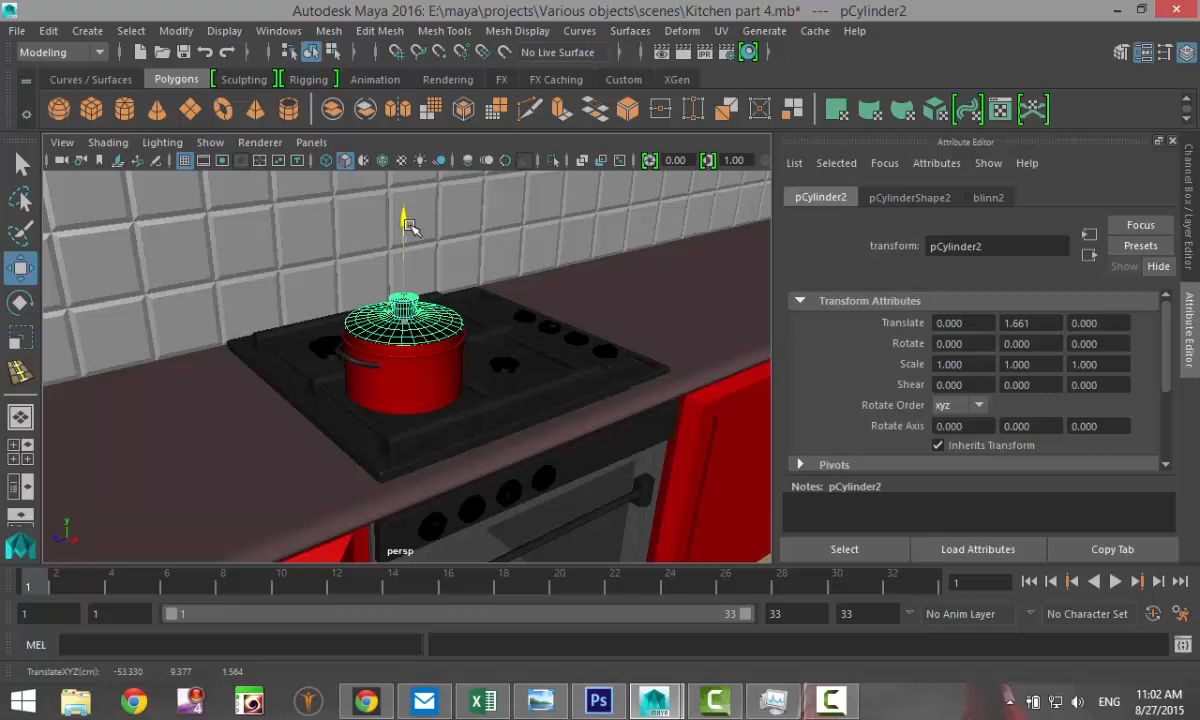 Autodesk Maya 2016: E:\maya\projects\Various objects\scenes\Kitchen part 4.mb* --- pCylinder2
File Edit Create Select Modify Display Windows Mesh Edit Mesh Mesh Tools Mesh Display Curves Surfaces Deform UV Generate Cache Help
Modeling No Live Surface
Curves / Surfaces Polygons Sculpting Rigging Animation Rendering FX FX Caching Custom XGen
View Shading Lighting Show Renderer Panels
0.00 1.00
Attribute Editor
List Selected Focus Attributes Show Help
pCylinder2 pCylinderShape2 blinn2
Focus
transform: pCylinder2 Presets
Show Hide
Transform Attributes
Translate 0.000 1.661 0.000
Rotate 0.000 0.000 0.000
Scale 1.000 1.000 1.000
Shear 0.000 0.000 0.000
Rotate Order xyz
Rotate Axis 0.000 0.000 0.000
Inherits Transform
Pivots
Notes: pCylinder2
Select Load Attributes Copy Tab
Channel Box / Layer Editor
Attribute Editor
y
x
persp
1 2 4 6 8 10 12 14 16 18 20 22 24 26 28 30 32 1
1 1 1 33 33 33 No Anim Layer No Character Set
MEL
TranslateXYZ(cm): -53.330 9.377 1.564
ENG
11:02 AM
8/27/2015